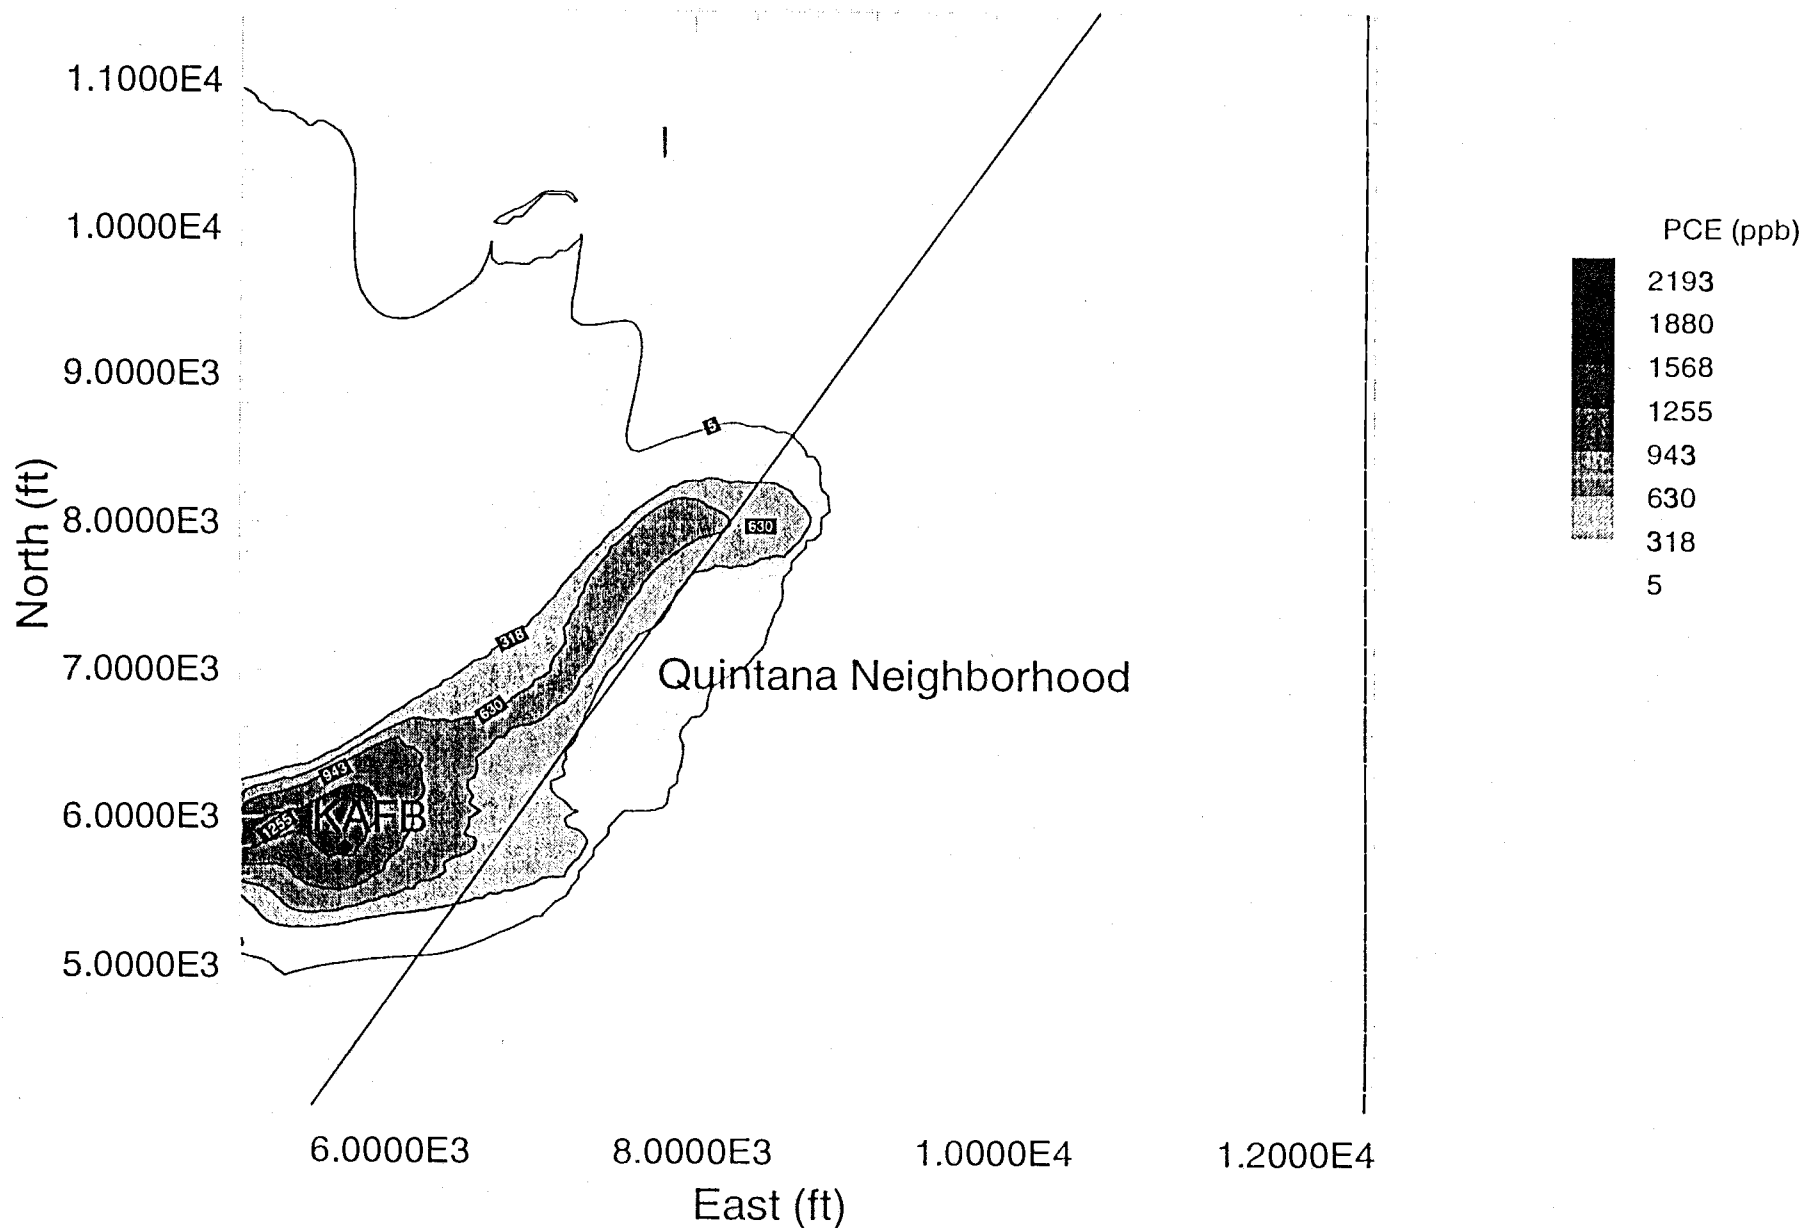 1.1000E4
1.0000E4
9.0000E3
8.0000E3
7.0000E3
6.0000E3
5.0000E3
North (ft)
6.0000E3
8.0000E3
1.0000E4
1.2000E4
East (ft)
5
630
318
Quintana Neighborhood
630
943
KAFB
1255
PCE (ppb)
2193
1880
1568
1255
943
630
318
5